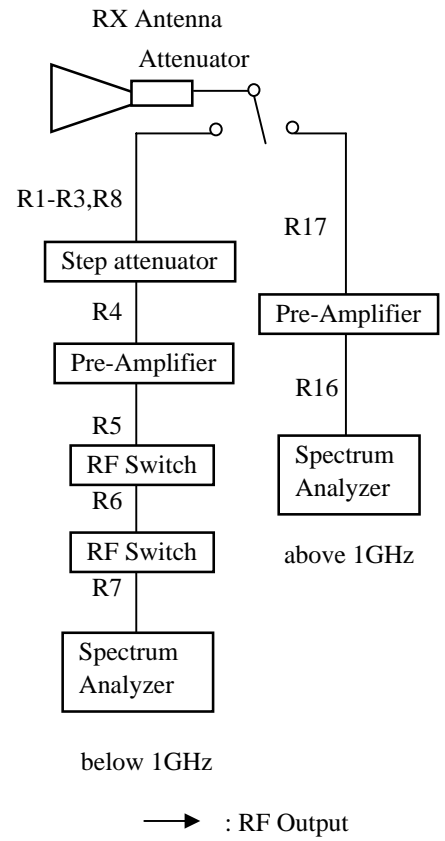 RX Antenna
Attenuator
R1-R3,R8
R17
Step attenuator
R4
Pre-Amplifier
Pre-Amplifier
R16
R5
RF Switch
Spectrum
Analyzer
R6
RF Switch
above 1GHz
R7
Spectrum
Analyzer
below 1GHz
: RF Output